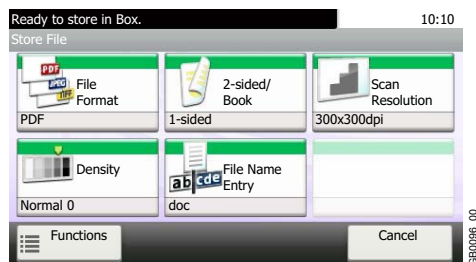 Ready to store in Box.
10:10
Store File
PDF
JPEG
TIFF
File
Format
PDF
2-sided/
Book
1-sided
Scan
Resolution
300x300dpi
Density
Normal 0
ab cde
File Name
Entry
doc
Functions
Cancel
GB0096_00